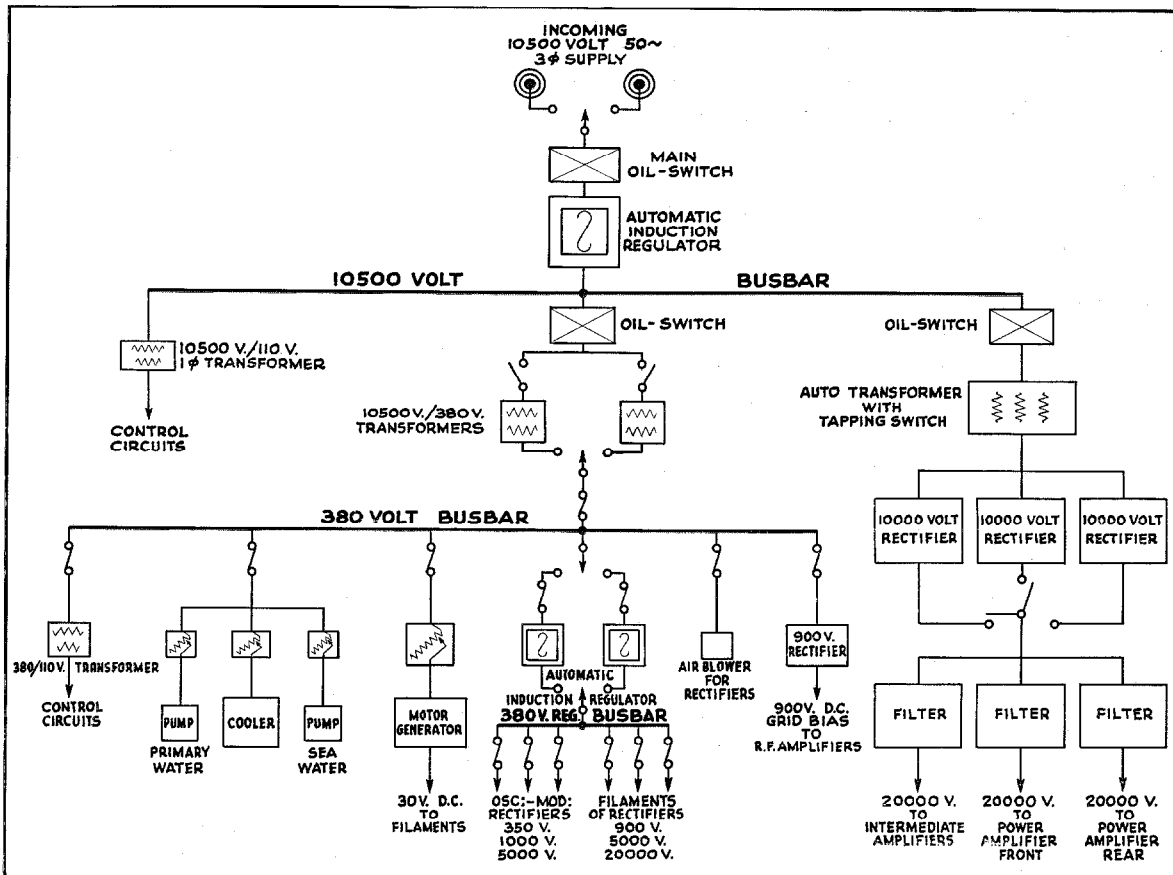 INCOMING
10500 VOLT 50~
3φ SUPPLY
MAIN
OIL-SWITCH
AUTOMATIC
INDUCTION
REGULATOR
10500 VOLT BUSBAR
OIL-SWITCH
OIL-SWITCH
10500 V./110 V.
1φ TRANSFORMER
CONTROL
CIRCUITS
10500V./380V.
TRANSFORMERS
AUTO TRANSFORMER
WITH
TAPPING SWITCH
380 VOLT BUSBAR
10000 VOLT
RECTIFIER
10000 VOLT
RECTIFIER
10000 VOLT
RECTIFIER
380/110V. TRANSFORMER
CONTROL
CIRCUITS
PUMP
PRIMARY
WATER
COOLER
PUMP
SEA
WATER
MOTOR
GENERATOR
30V. D.C.
TO
FILAMENTS
AUTOMATIC
INDUCTION REGULATOR
380V. REG. BUSBAR
OSC:-MOD:
RECTIFIERS
350 V.
1000 V.
5000 V.
FILAMENTS
OF RECTIFIERS
900 V.
5000 V.
20000V.
AIR BLOWER
FOR
RECTIFIERS
900V.
RECTIFIER
900V. D.C.
GRID BIAS
TO
R.F. AMPLIFIERS
FILTER
FILTER
FILTER
20000 V.
TO
INTERMEDIATE
AMPLIFIERS
20000 V.
TO
POWER
AMPLIFIER
FRONT
20000 V.
TO
POWER
AMPLIFIER
REAR